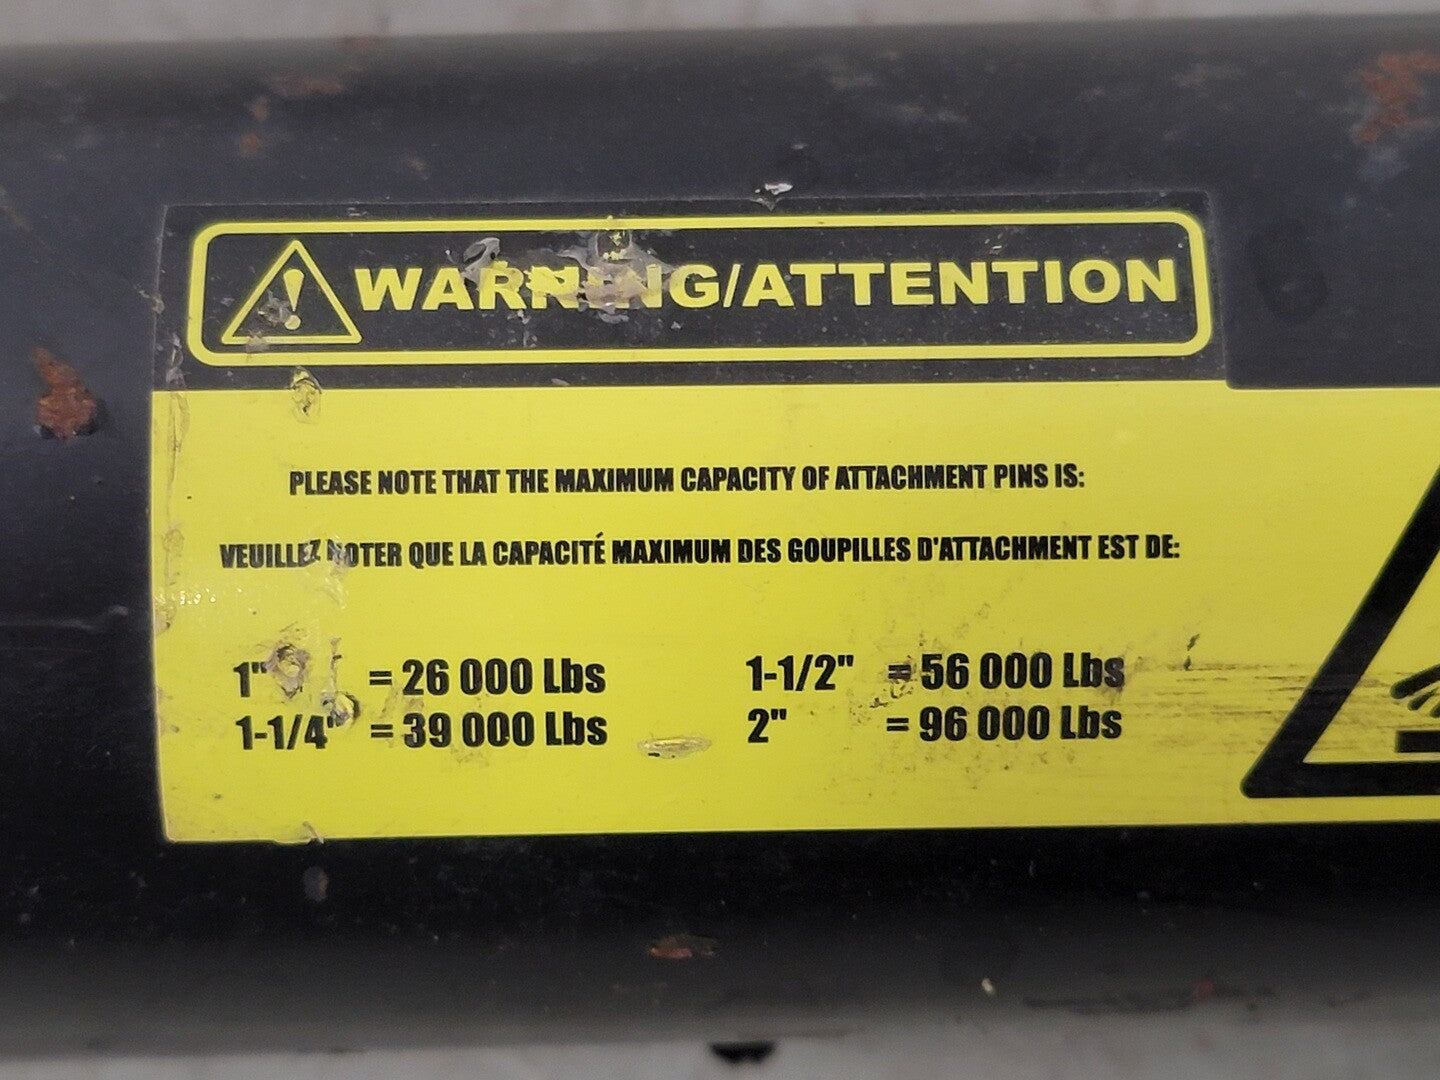 WARNING/ATTENTION
PLEASE NOTE THAT THE MAXIMUM CAPACITY OF ATTACHMENT PINS IS:
VEUILLEZ NOTER QUE LA CAPACITÉ MAXIMUM DES GOUPILLES D'ATTACHMENT EST DE:
1" = 26 000 Lbs 1-1/2" = 56 000 Lbs
1-1/4" = 39 000 Lbs 2" = 96 000 Lbs